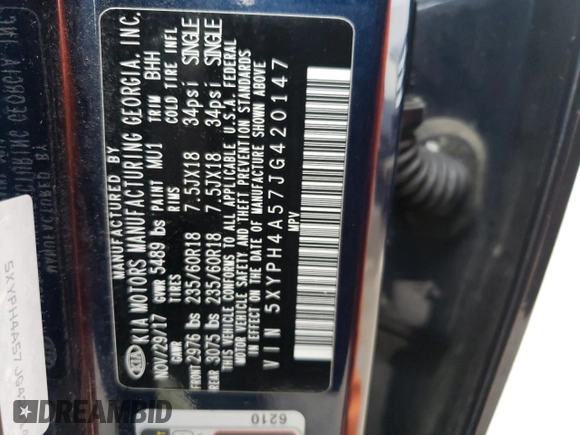 MANUFACTURED BY
KIA MOTORS MANUFACTURING GEORGIA, INC.
NOV/29/17 GVWR 5489 lbs PAINT MU1 TRIM BHH
GAWR TIRES RIMS COLD TIRE INFL
FRONT 2976 lbs 235/60R18 7.5JX18 34psi SINGLE
REAR 3075 lbs 235/60R18 7.5JX18 34psi SINGLE
THIS VEHICLE CONFORMS TO ALL APPLICABLE U.S.A. FEDERAL
MOTOR VEHICLE SAFETY AND THEFT PREVENTION STANDARDS
IN EFFECT ON THE DATE OF MANUFACTURE SHOWN ABOVE
VIN 5XYPH4A57JG420147
MPV
KIA
6210
DREAMBID